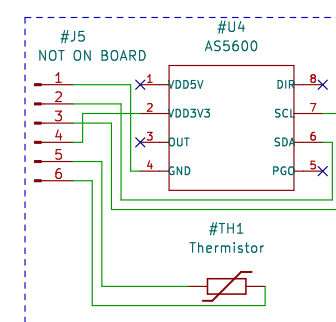 #J5
NOT ON BOARD
1
2
3
4
5
6
#U4
AS5600
1 VDD5V
2 VDD3V3
3 OUT
4 GND
DIR 8
SCL 7
SDA 6
PGO 5
#TH1
Thermistor